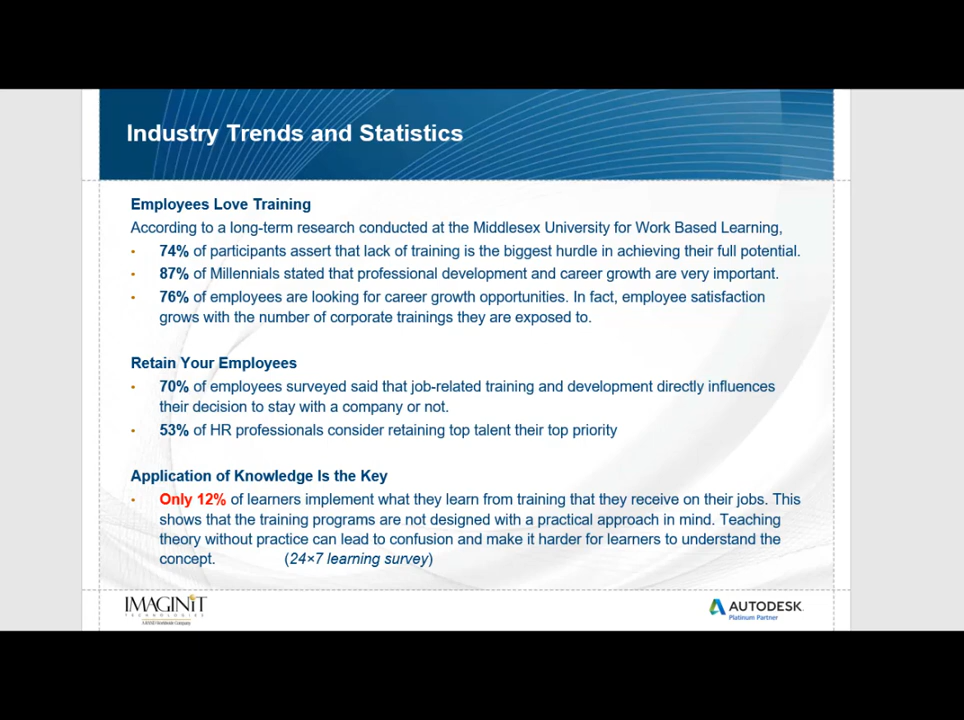 Industry Trends and Statistics
Employees Love Training
According to a long-term research conducted at the Middlesex University for Work Based Learning,
• 74% of participants assert that lack of training is the biggest hurdle in achieving their full potential.
• 87% of Millennials stated that professional development and career growth are very important.
• 76% of employees are looking for career growth opportunities. In fact, employee satisfaction
grows with the number of corporate trainings they are exposed to.
Retain Your Employees
• 70% of employees surveyed said that job-related training and development directly influences
their decision to stay with a company or not.
• 53% of HR professionals consider retaining top talent their top priority
Application of Knowledge Is the Key
• Only 12% of learners implement what they learn from training that they receive on their jobs. This
shows that the training programs are not designed with a practical approach in mind. Teaching
theory without practice can lead to confusion and make it harder for learners to understand the
concept. (24×7 learning survey)
IMAGINiT
TECHNOLOGIES
AUTODESK
Platinum Partner